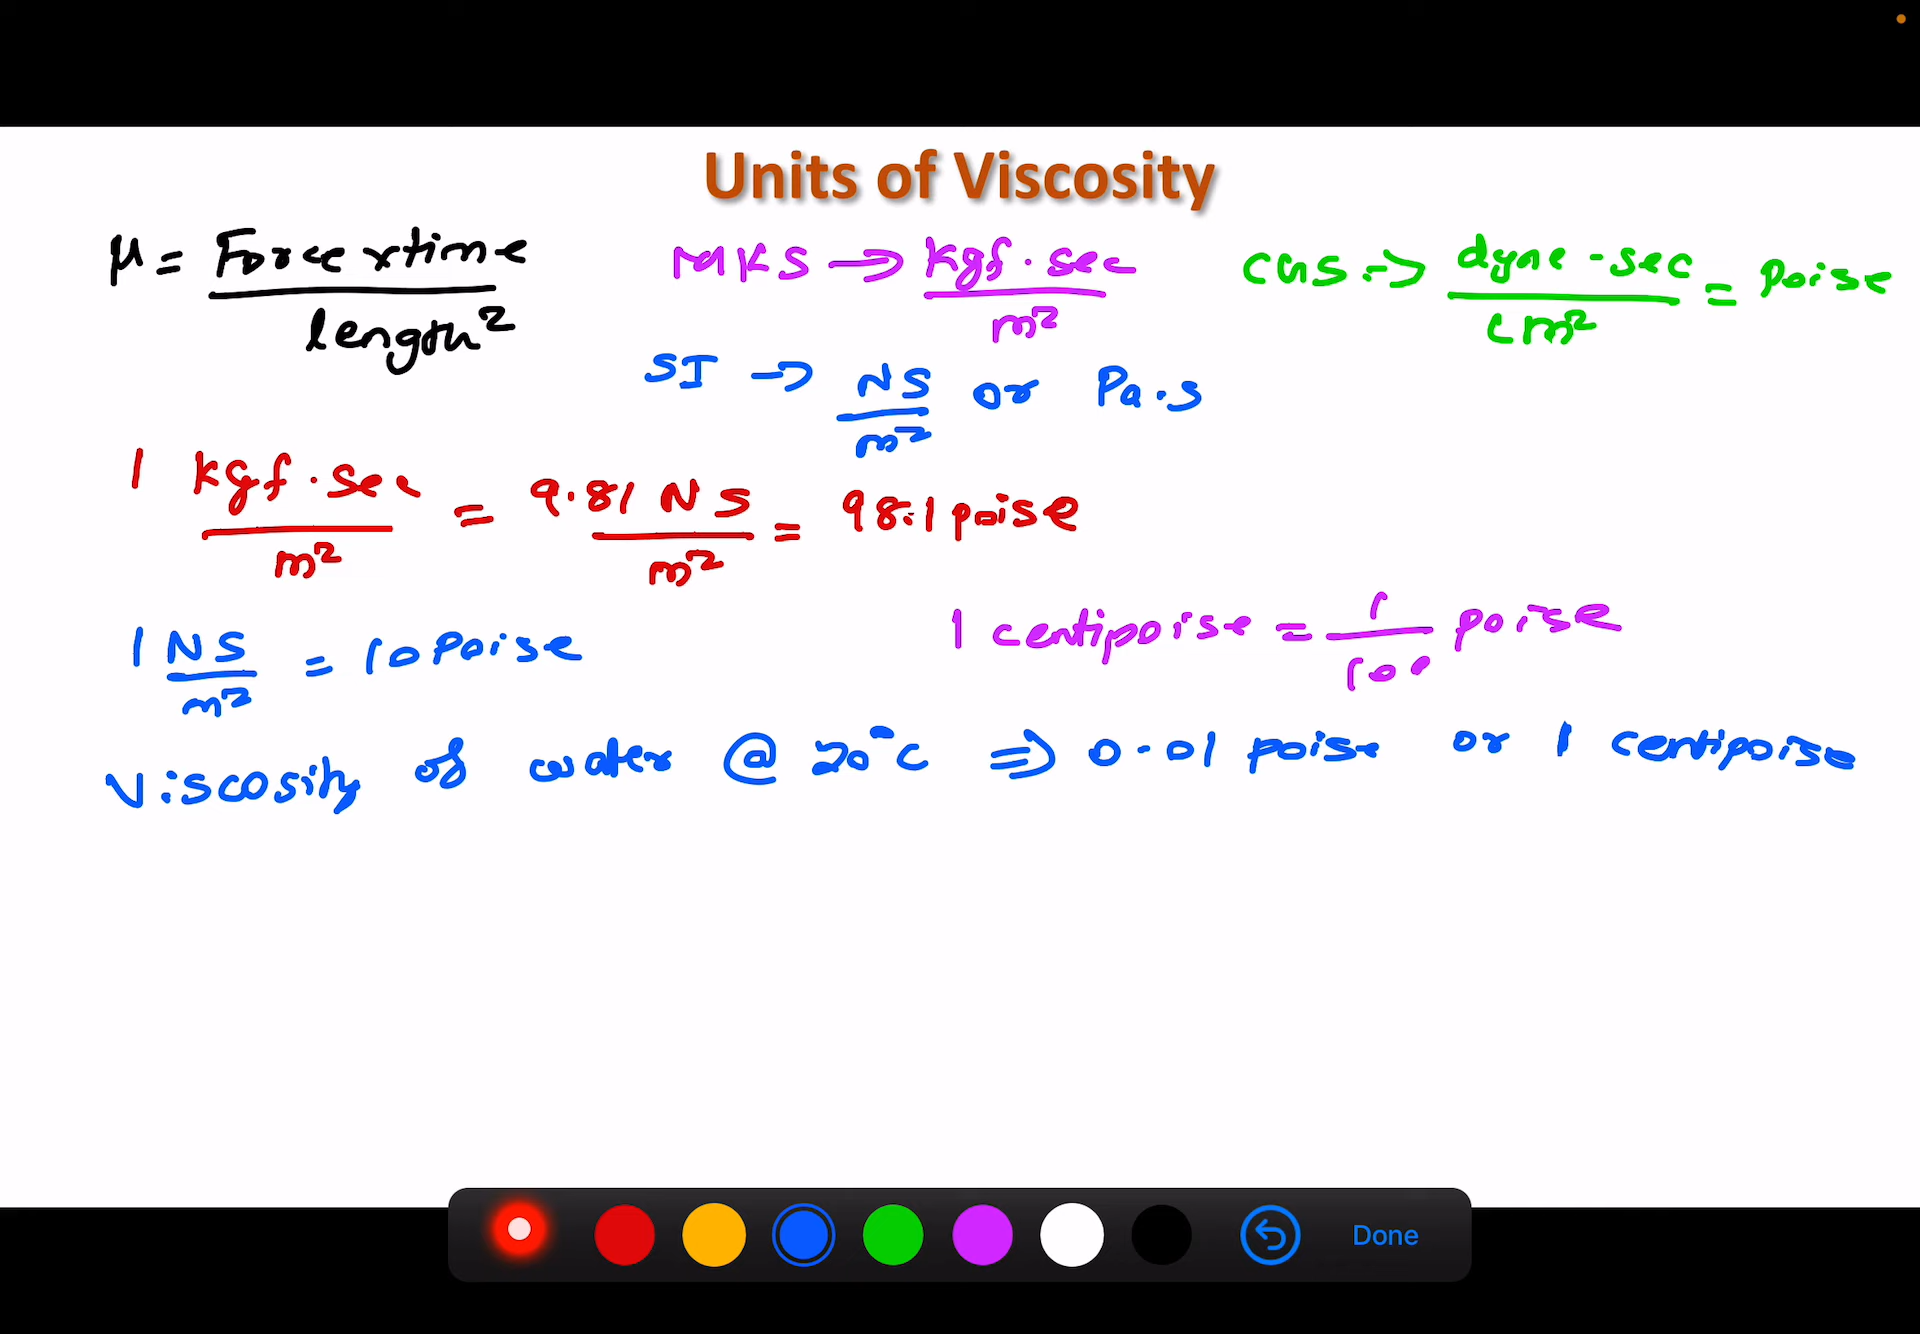 Units of Viscosity
μ = Force x time / length²
MKS → kgf·sec / m²
CGS :→ dyne-sec / cm² = poise
SI → NS / m² or Pa·s
1 kgf·sec / m² = 9.81 NS / m² = 98.1 poise
1 NS / m² = 10 poise
1 centipoise = 1 / 100 poise
Viscosity of water @ 20°C ⇒ 0.01 poise or 1 centipoise
Done